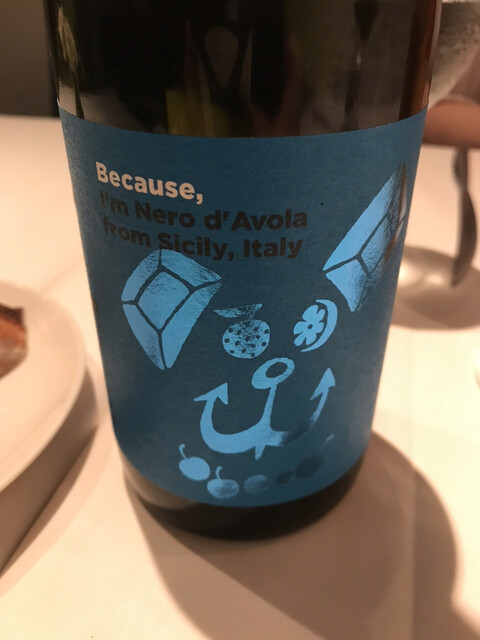 Because,
I'm Nero d'Avola
from Sicily, Italy